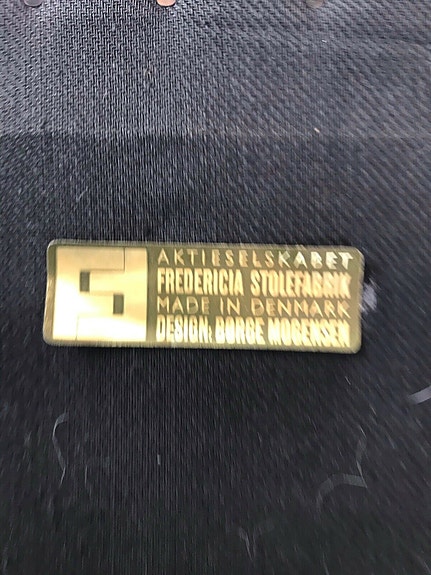 AKTIESELSKABET
FREDERICIA STOLEFABRIK
MADE IN DENMARK
DESIGN: BØRGE MOGENSEN